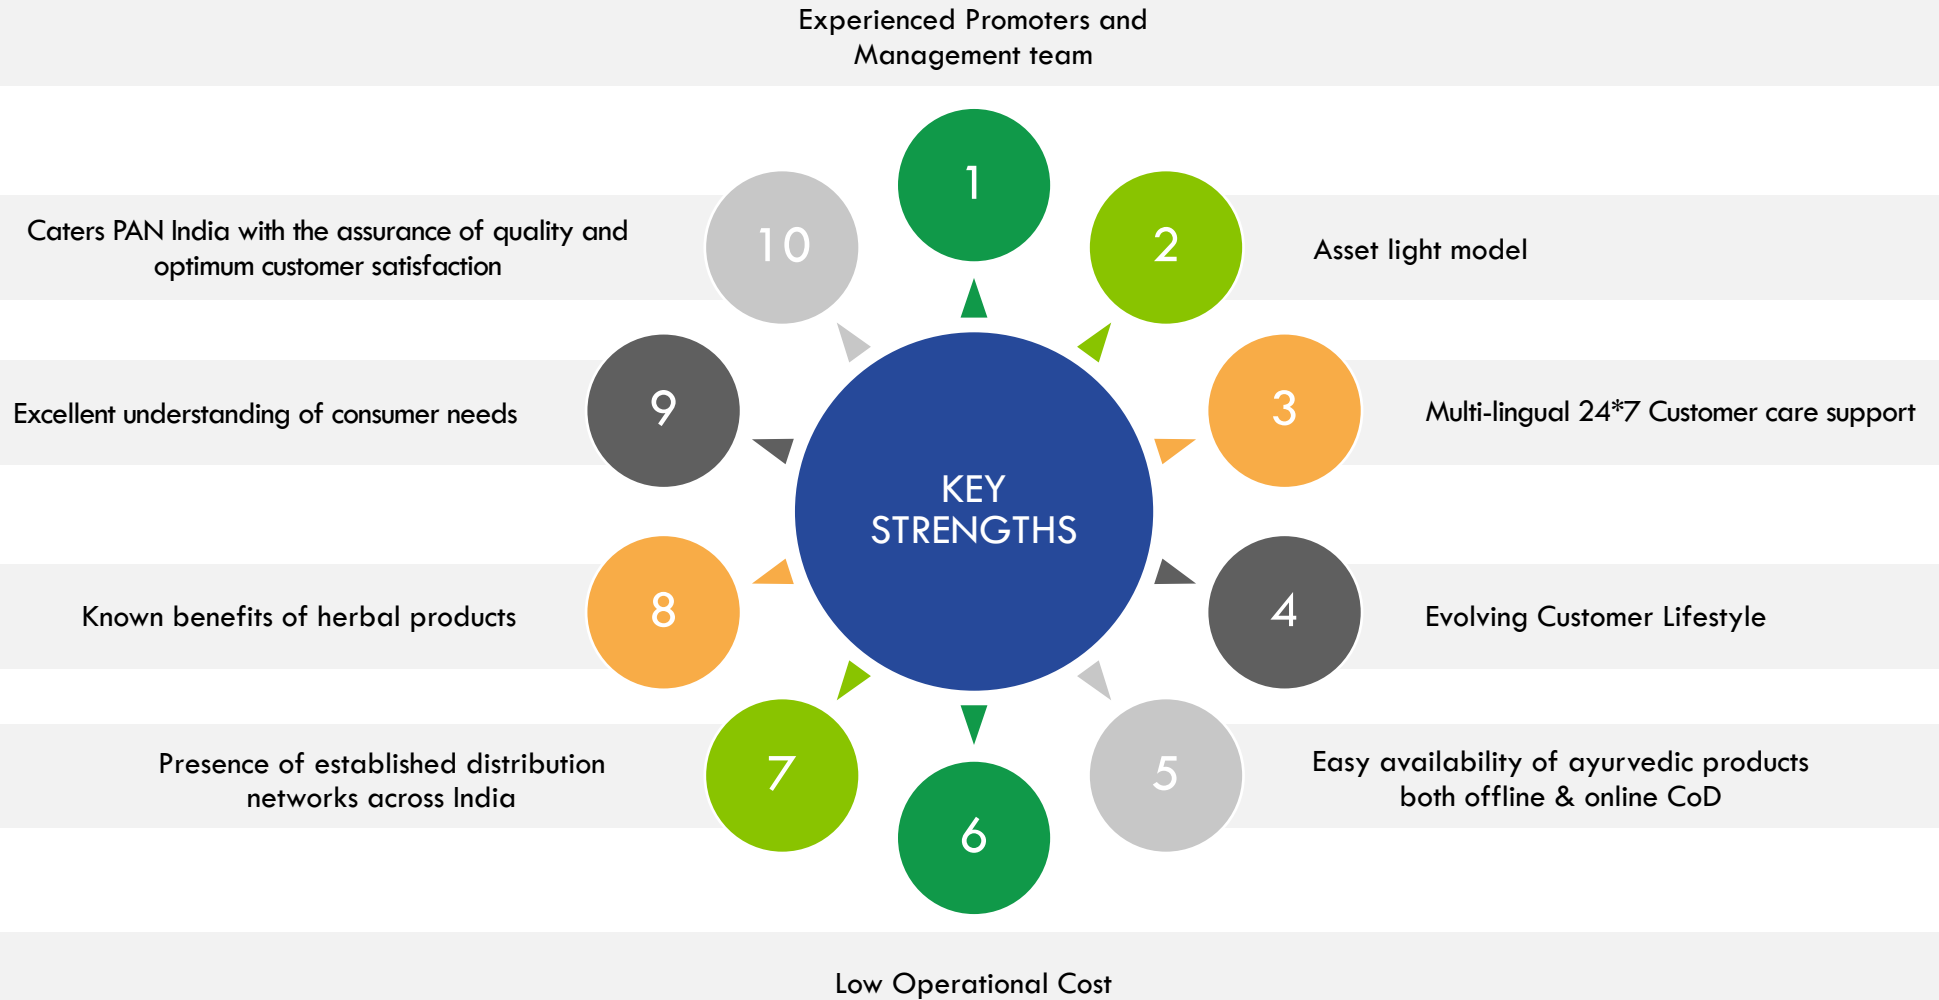 Experienced Promoters and
Management team
1
10
2
Caters PAN India with the assurance of quality and
optimum customer satisfaction
Asset light model
9
3
Excellent understanding of consumer needs
Multi-lingual 24*7 Customer care support
KEY
STRENGTHS
8
4
Known benefits of herbal products
Evolving Customer Lifestyle
7
5
Presence of established distribution
networks across India
Easy availability of ayurvedic products
both offline & online CoD
6
Low Operational Cost